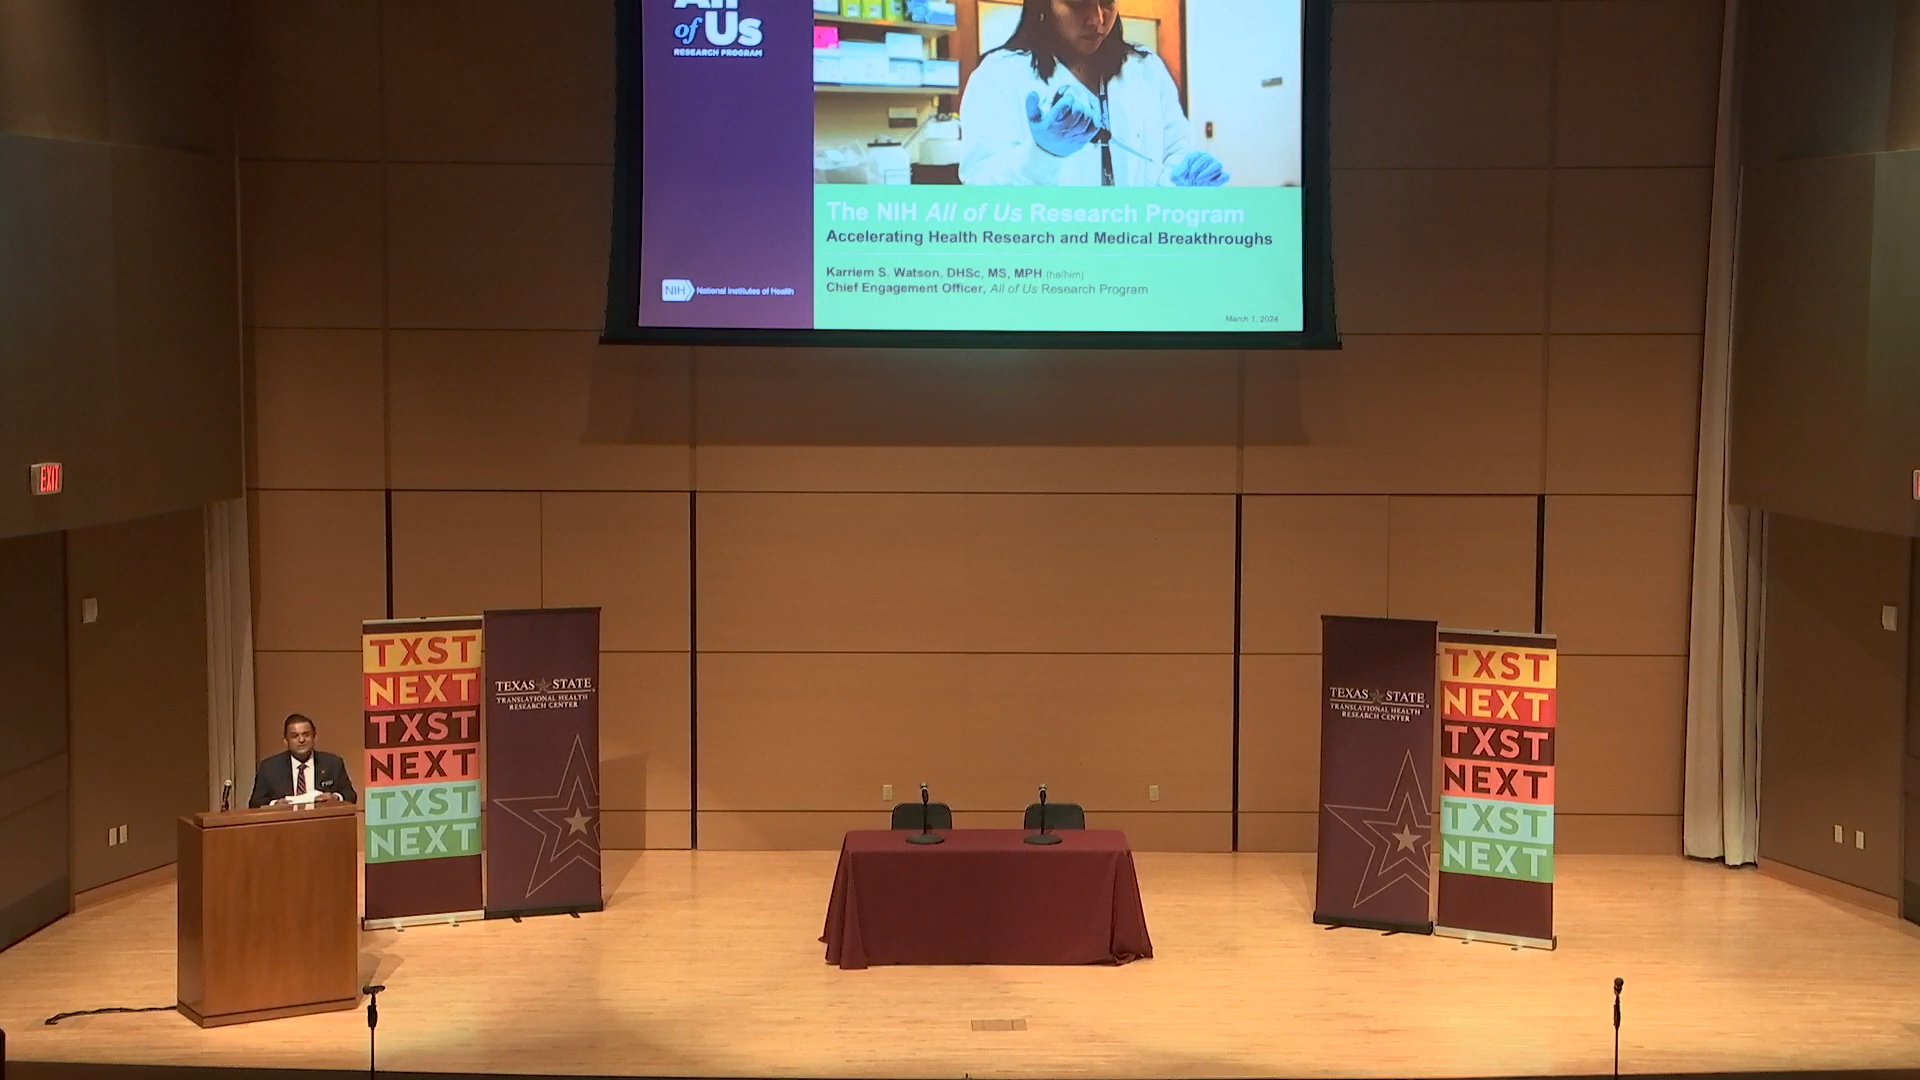 All
of Us
RESEARCH PROGRAM
The NIH All of Us Research Program
Accelerating Health Research and Medical Breakthroughs
Karriem S. Watson, DHSc, MS, MPH (he/him)
Chief Engagement Officer, All of Us Research Program
NIH National Institutes of Health
March 1, 2024
EXIT
TXST
NEXT
TXST
NEXT
TXST
NEXT
TEXAS STATE
TRANSLATIONAL HEALTH
RESEARCH CENTER
TEXAS STATE
TRANSLATIONAL HEALTH
RESEARCH CENTER
TXST
NEXT
TXST
NEXT
TXST
NEXT